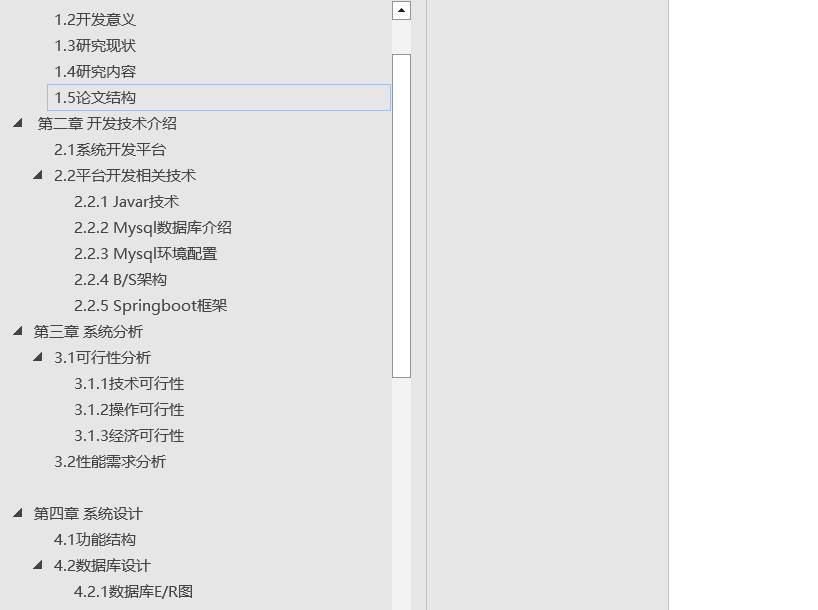 1.2开发意义
1.3研究现状
1.4研究内容
1.5论文结构
第二章 开发技术介绍
2.1系统开发平台
2.2平台开发相关技术
2.2.1 Javar技术
2.2.2 Mysql数据库介绍
2.2.3 Mysql环境配置
2.2.4 B/S架构
2.2.5 Springboot框架
第三章 系统分析
3.1可行性分析
3.1.1技术可行性
3.1.2操作可行性
3.1.3经济可行性
3.2性能需求分析
第四章 系统设计
4.1功能结构
4.2数据库设计
4.2.1数据库E/R图